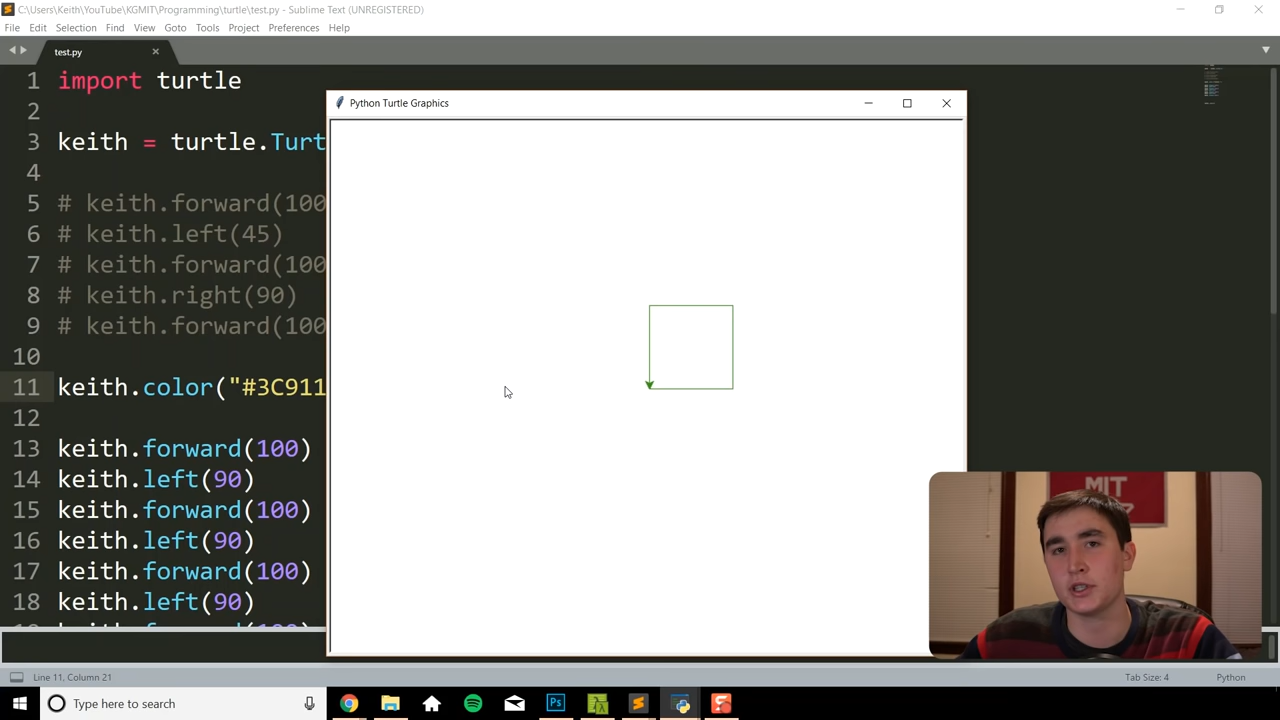 C:\Users\Keith\YouTube\KGMIT\Programming\turtle\test.py - Sublime Text (UNREGISTERED)
File Edit Selection Find View Goto Tools Project Preferences Help
test.py
1 import turtle
2
3 keith = turtle.Turt
4
5 # keith.forward(100
6 # keith.left(45)
7 # keith.forward(100
8 # keith.right(90)
9 # keith.forward(100
10
11 keith.color("#3C911
12
13 keith.forward(100)
14 keith.left(90)
15 keith.forward(100)
16 keith.left(90)
17 keith.forward(100)
18 keith.left(90)
Python Turtle Graphics
MIT
Line 11, Column 21
Tab Size: 4
Python
Type here to search
Ps